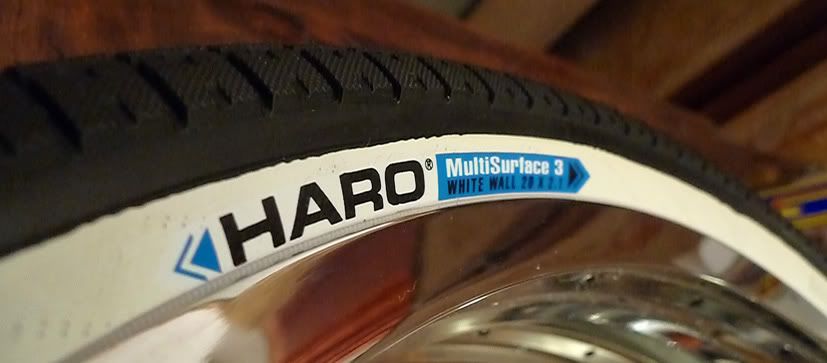 HARO®
MultiSurface 3
WHITE WALL 20 X 2.1